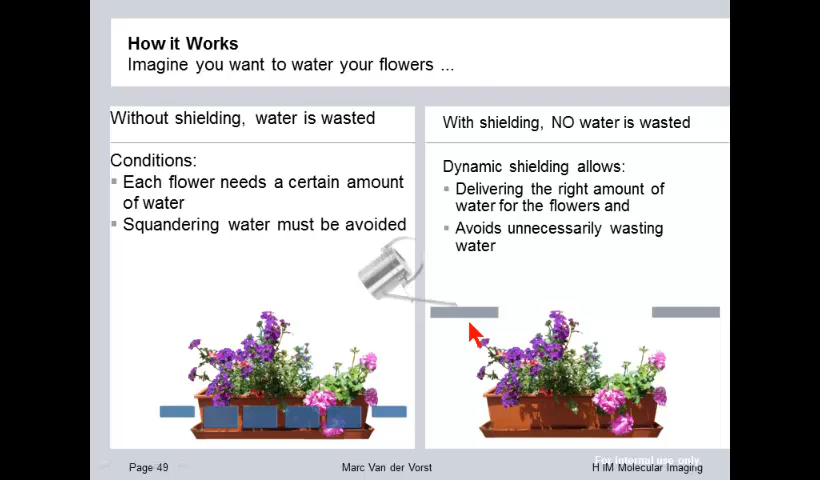 How it Works
Imagine you want to water your flowers ...
Without shielding, water is wasted
Conditions:
Each flower needs a certain amount
of water
Squandering water must be avoided
With shielding, NO water is wasted
Dynamic shielding allows:
Delivering the right amount of
water for the flowers and
Avoids unnecessarily wasting
water
For internal use only
Page 49
Marc Van der Vorst
H IM Molecular Imaging